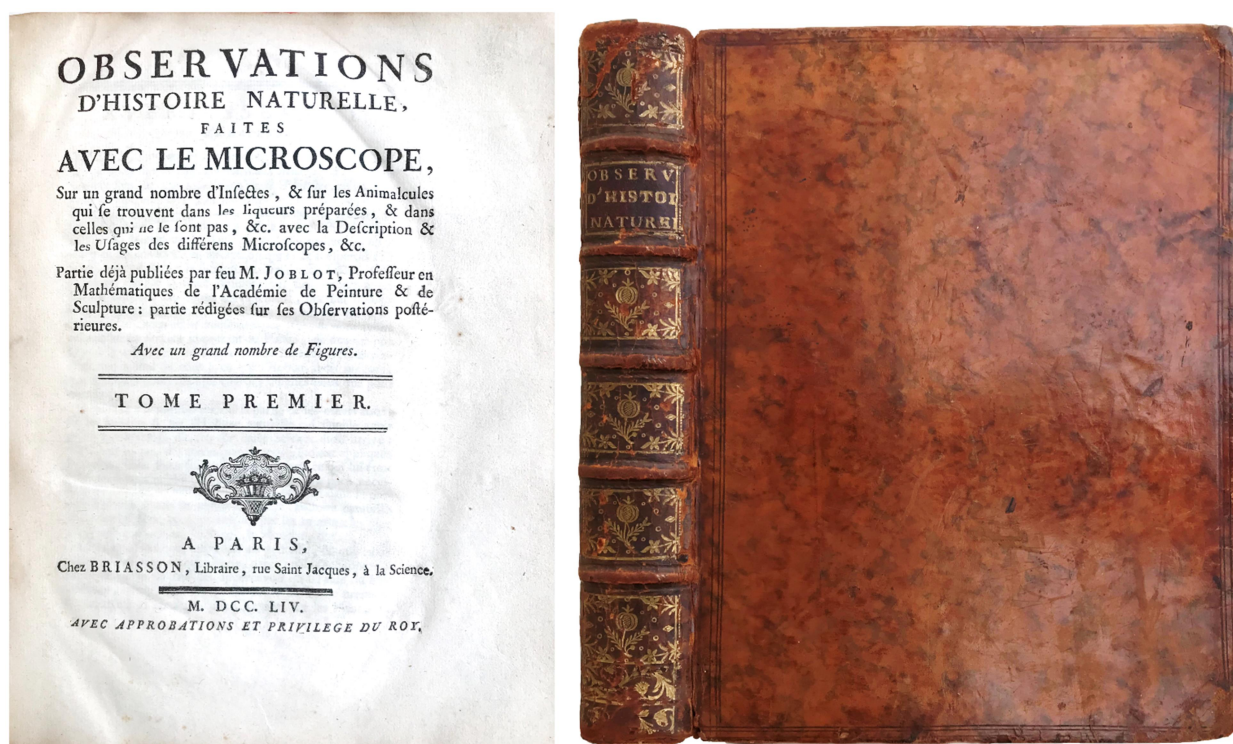 OBSERVATIONS
D'HISTOIRE NATURELLE,
FAITES
AVEC LE MICROSCOPE,
Sur un grand nombre d'Inſectes, & ſur les Animalcules
qui ſe trouvent dans les liqueurs préparées, & dans
celles qui ne le ſont pas, &c. avec la Deſcription &
les Uſages des différens Microſcopes, &c.
Partie déjà publiées par feu M. JOBLOT, Profeſſeur en
Mathématiques de l'Académie de Peinture & de
Sculpture : partie rédigées ſur ſes Obſervations poſté-
rieures.
Avec un grand nombre de Figures.
TOME PREMIER.
A PARIS,
Chez BRIASSON, Libraire, rue Saint Jacques, à la Science.
M. DCC. LIV.
AVEC APPROBATIONS ET PRIVILEGE DU ROY.
OBSERV
D'HISTOI
NATUREL